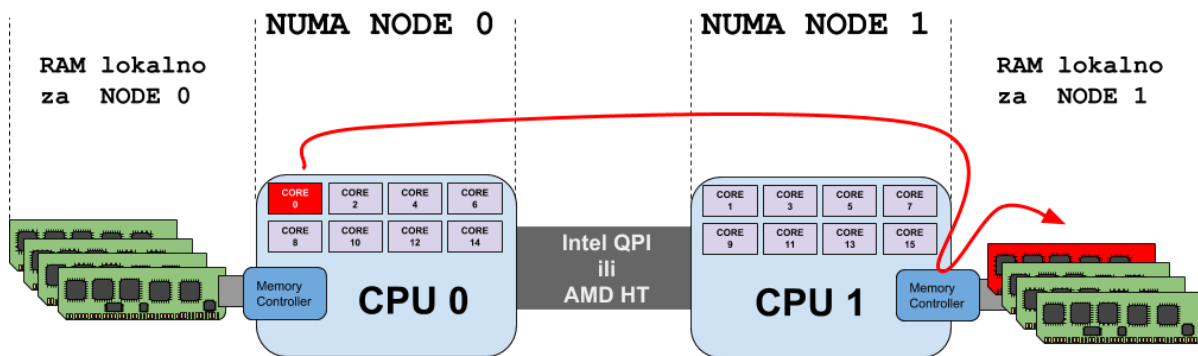 NUMA NODE 0
NUMA NODE 1
RAM lokalno
za NODE 0
RAM lokalno
za NODE 1
CORE
0
CORE
2
CORE
4
CORE
6
CORE
8
CORE
10
CORE
12
CORE
14
Memory
Controller
CPU 0
Intel QPI
ili
AMD HT
CORE
1
CORE
3
CORE
5
CORE
7
CORE
9
CORE
11
CORE
13
CORE
15
CPU 1
Memory
Controller